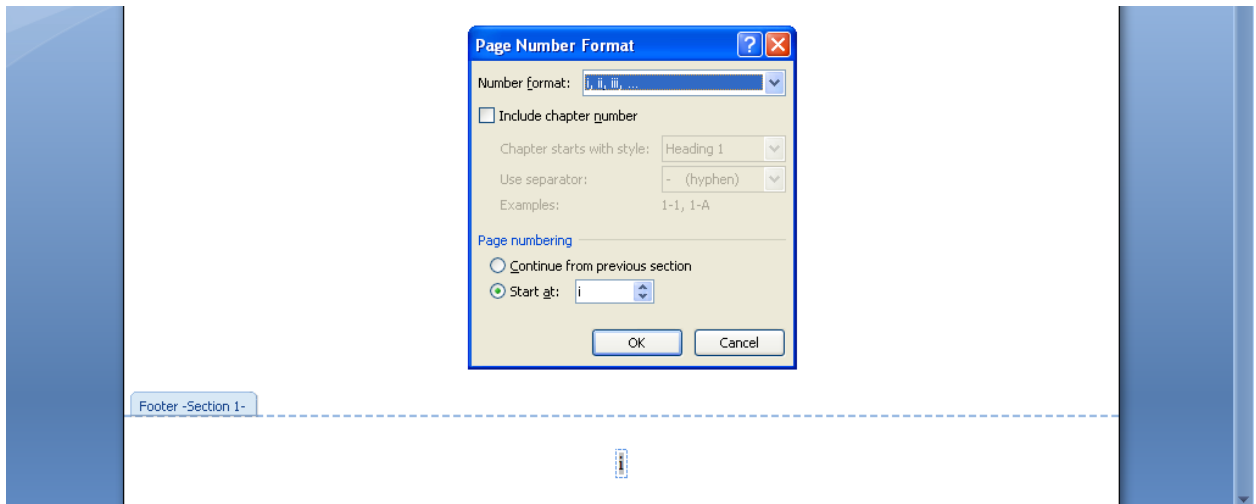 Page Number Format
Number format: i, ii, iii, ...
Include chapter number
Chapter starts with style: Heading 1
Use separator: - (hyphen)
Examples: 1-1, 1-A
Page numbering
Continue from previous section
Start at: i
OK Cancel
Footer -Section 1-
i